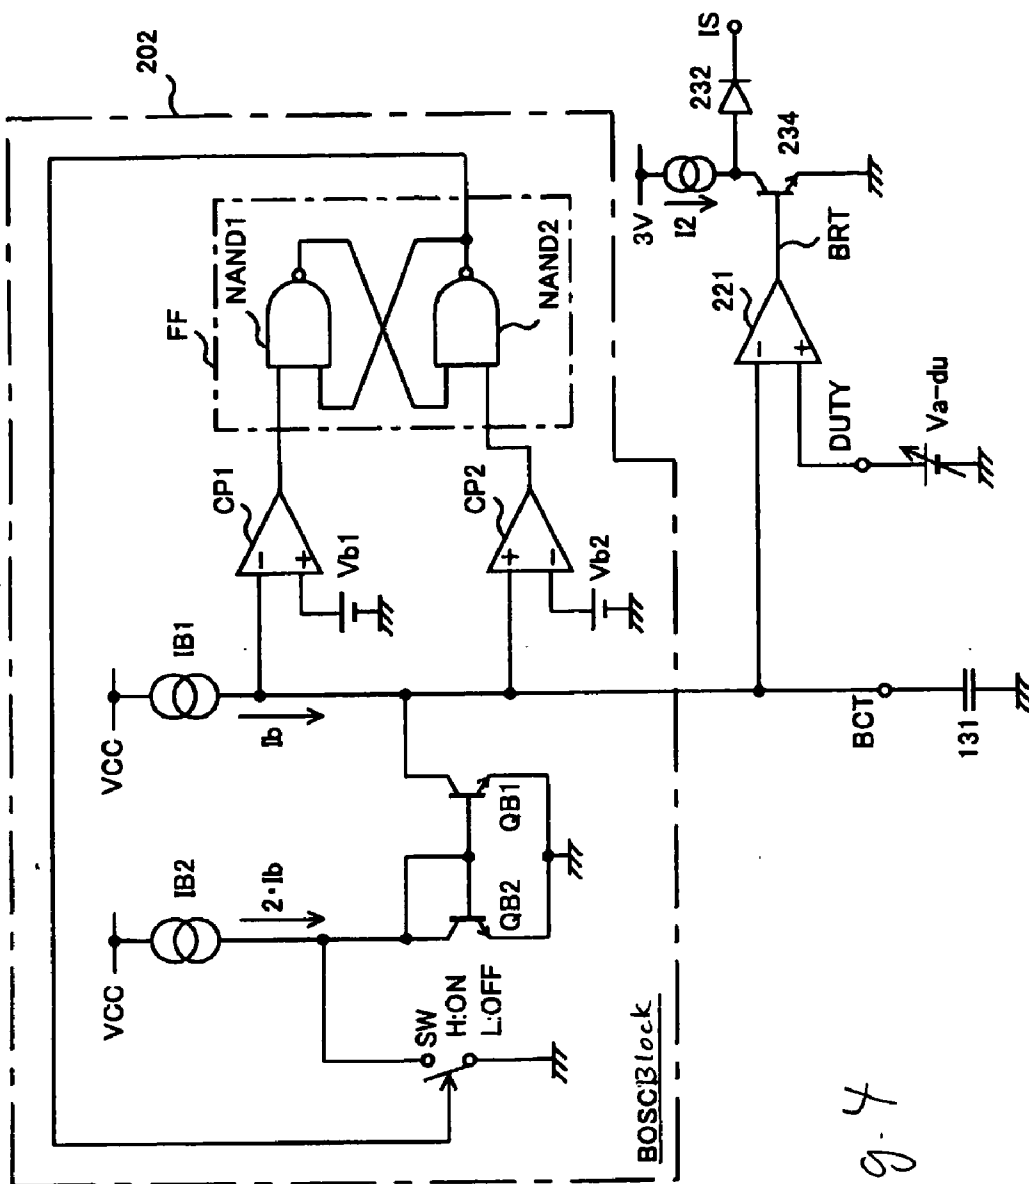 202
FF
NAND1
NAND2
CP1
CP2
Vb1
Vb2
VCC
IB1
Ib
VCC
IB2
2·Ib
QB2
QB1
SW
H:ON
L:OFF
BOSC Block
3V
I2
232
IS
234
BRT
221
DUTY
Va-du
BCT
131
g. 4